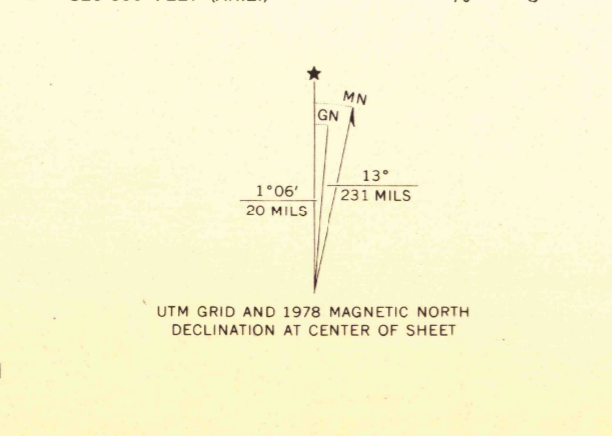 MN
GN
1°06'
20 MILS
13°
231 MILS
UTM GRID AND 1978 MAGNETIC NORTH
DECLINATION AT CENTER OF SHEET